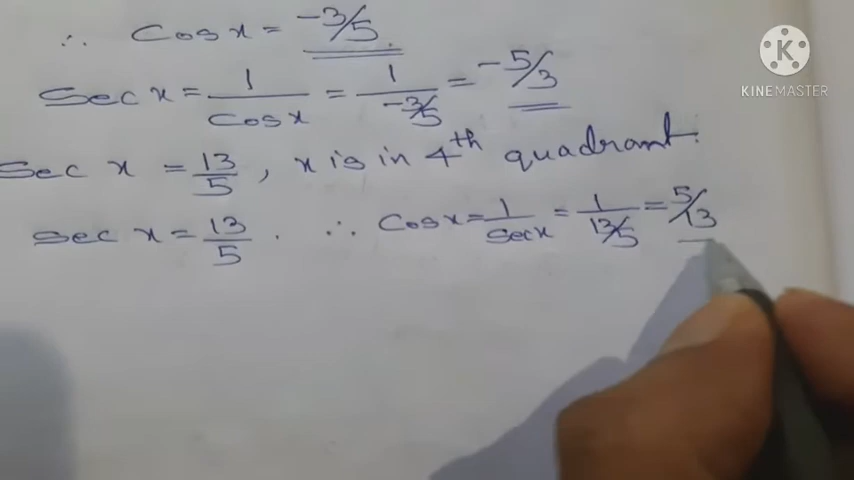 ∴ Cos x = -3/5.
Sec x = 1/Cos x = 1/-3/5 = -5/3
Sec x = 13/5, x is in 4th quadrant.
Sec x = 13/5. ∴ Cos x = 1/Sec x = 1/13/5 = 5/13
K
KINEMASTER